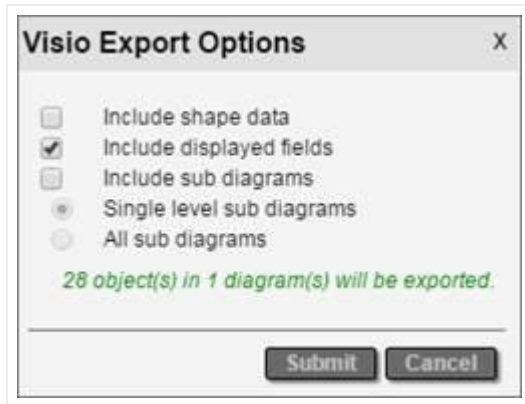 Visio Export Options X
Include shape data
Include displayed fields
Include sub diagrams
Single level sub diagrams
All sub diagrams
28 object(s) in 1 diagram(s) will be exported.
Submit Cancel